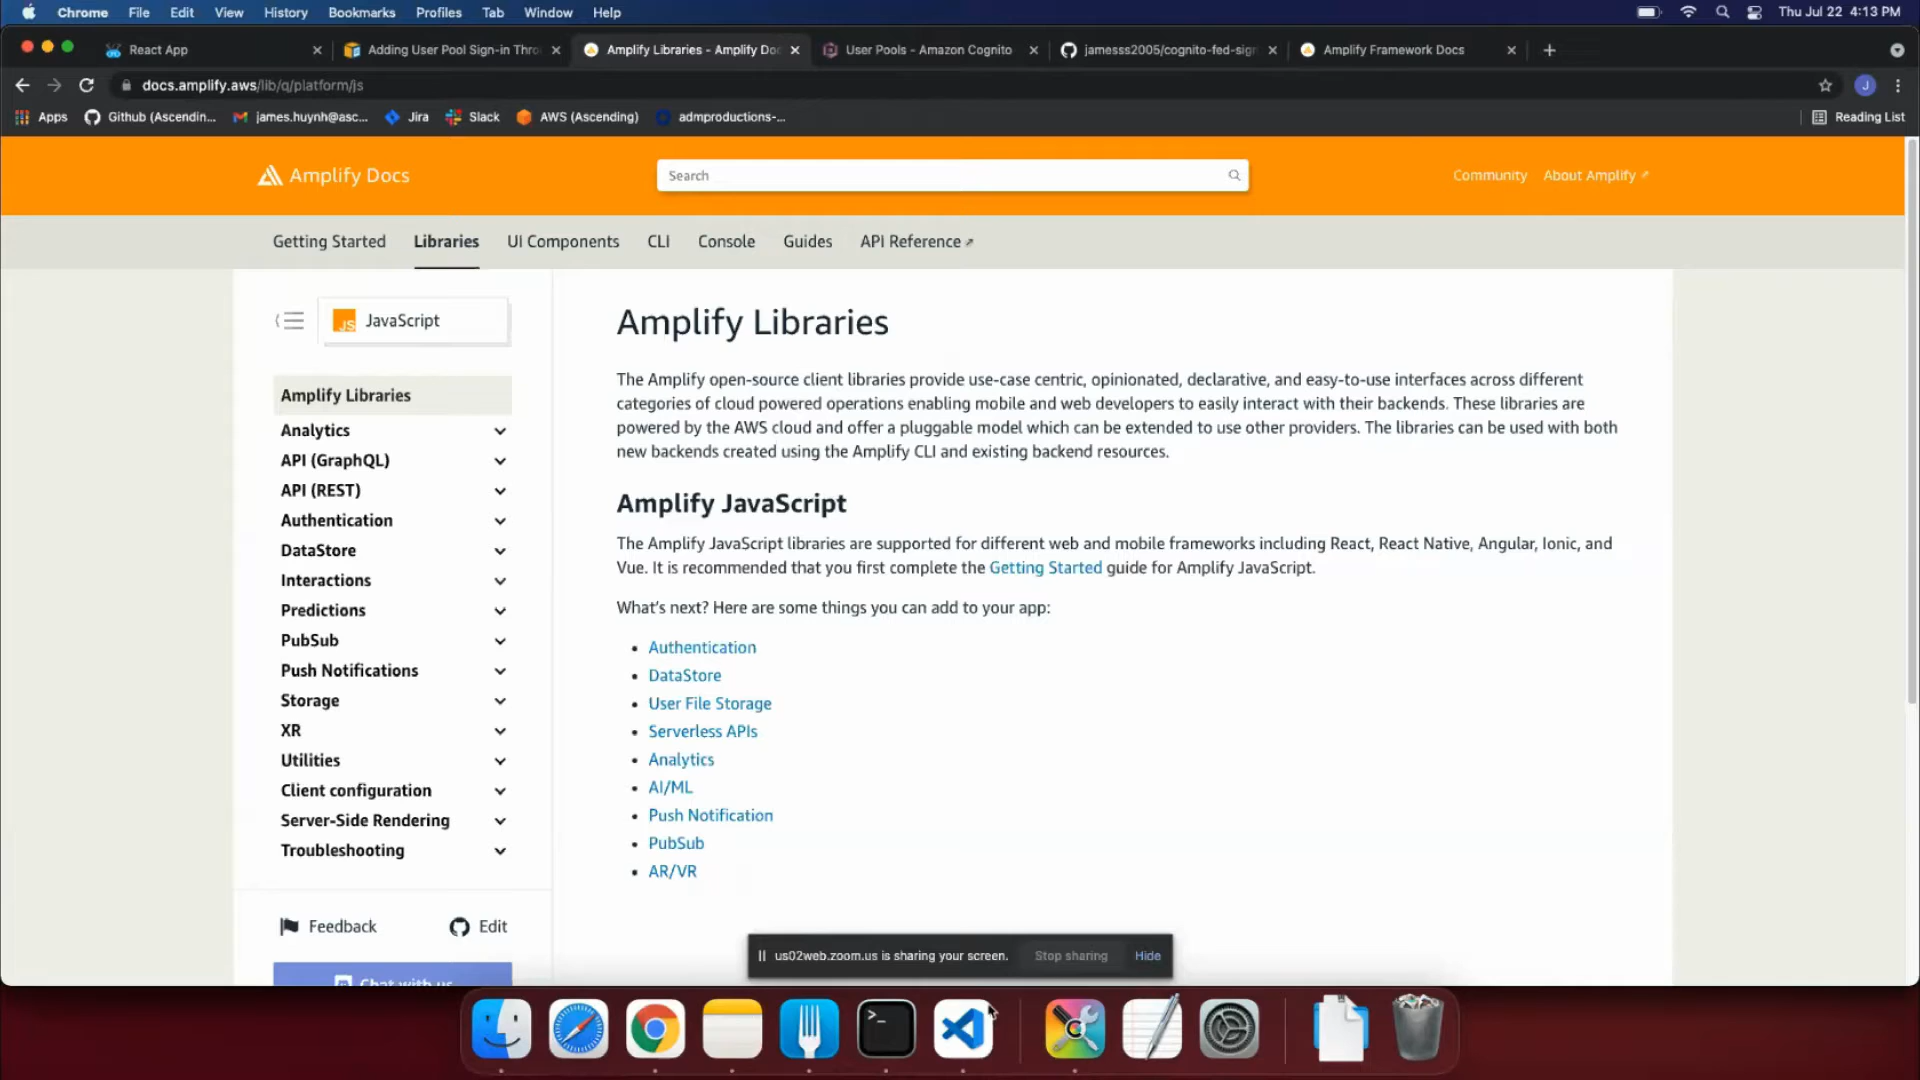 Chrome File Edit View History Bookmarks Profiles Tab Window Help Thu Jul 22 4:13 PM
React App Adding User Pool Sign-in Thro Amplify Libraries - Amplify Doc User Pools - Amazon Cognito jamesss2005/cognito-fed-sign Amplify Framework Docs
docs.amplify.aws/lib/q/platform/js J
Apps Github (Ascendin... james.huynh@asc... Jira Slack AWS (Ascending) admproductions-... Reading List
Amplify Docs Search Community About Amplify
Getting Started Libraries UI Components CLI Console Guides API Reference
JS JavaScript
Amplify Libraries
Analytics
API (GraphQL)
API (REST)
Authentication
DataStore
Interactions
Predictions
PubSub
Push Notifications
Storage
XR
Utilities
Client configuration
Server-Side Rendering
Troubleshooting
Feedback Edit
Chat with us
Amplify Libraries
The Amplify open-source client libraries provide use-case centric, opinionated, declarative, and easy-to-use interfaces across different
categories of cloud powered operations enabling mobile and web developers to easily interact with their backends. These libraries are
powered by the AWS cloud and offer a pluggable model which can be extended to use other providers. The libraries can be used with both
new backends created using the Amplify CLI and existing backend resources.
Amplify JavaScript
The Amplify JavaScript libraries are supported for different web and mobile frameworks including React, React Native, Angular, Ionic, and
Vue. It is recommended that you first complete the Getting Started guide for Amplify JavaScript.
What's next? Here are some things you can add to your app:
Authentication
DataStore
User File Storage
Serverless APIs
Analytics
AI/ML
Push Notification
PubSub
AR/VR
us02web.zoom.us is sharing your screen. Stop sharing Hide